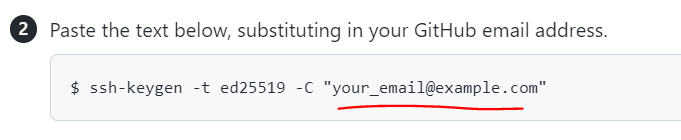 2 Paste the text below, substituting in your GitHub email address.
$ ssh-keygen -t ed25519 -C "your_email@example.com"